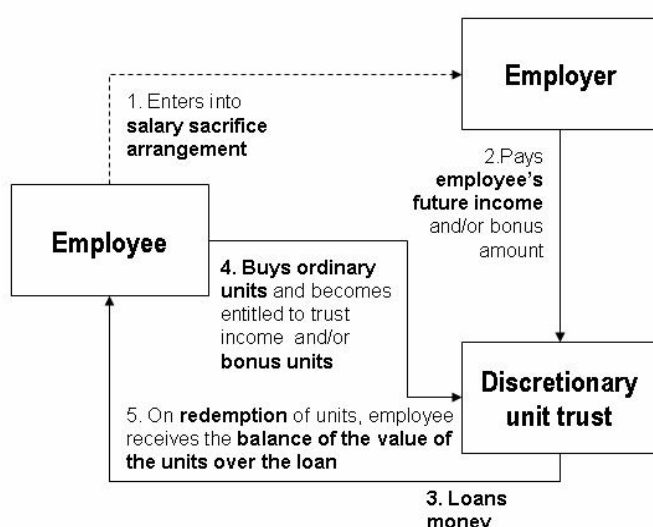 Employer
1. Enters into
salary sacrifice
arrangement
2.Pays
employee's
future income
and/or bonus
amount
Employee
4. Buys ordinary
units and becomes
entitled to trust
income and/or
bonus units
Discretionary
unit trust
5. On redemption of units, employee
receives the balance of the value of
the units over the loan
3. Loans
money